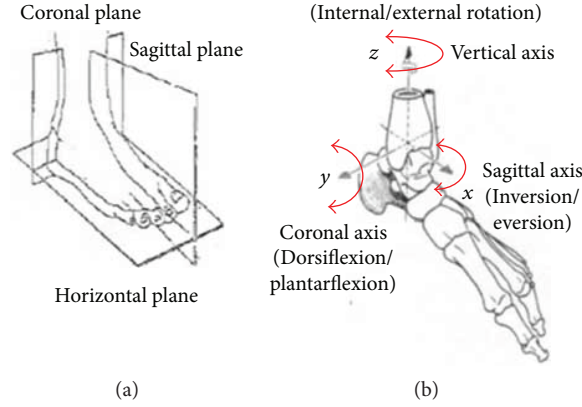 Coronal plane
Sagittal plane
Horizontal plane
(a)
(Internal/external rotation)
z
Vertical axis
y
x
Sagittal axis
(Inversion/
eversion)
Coronal axis
(Dorsiflexion/
plantarflexion)
(b)